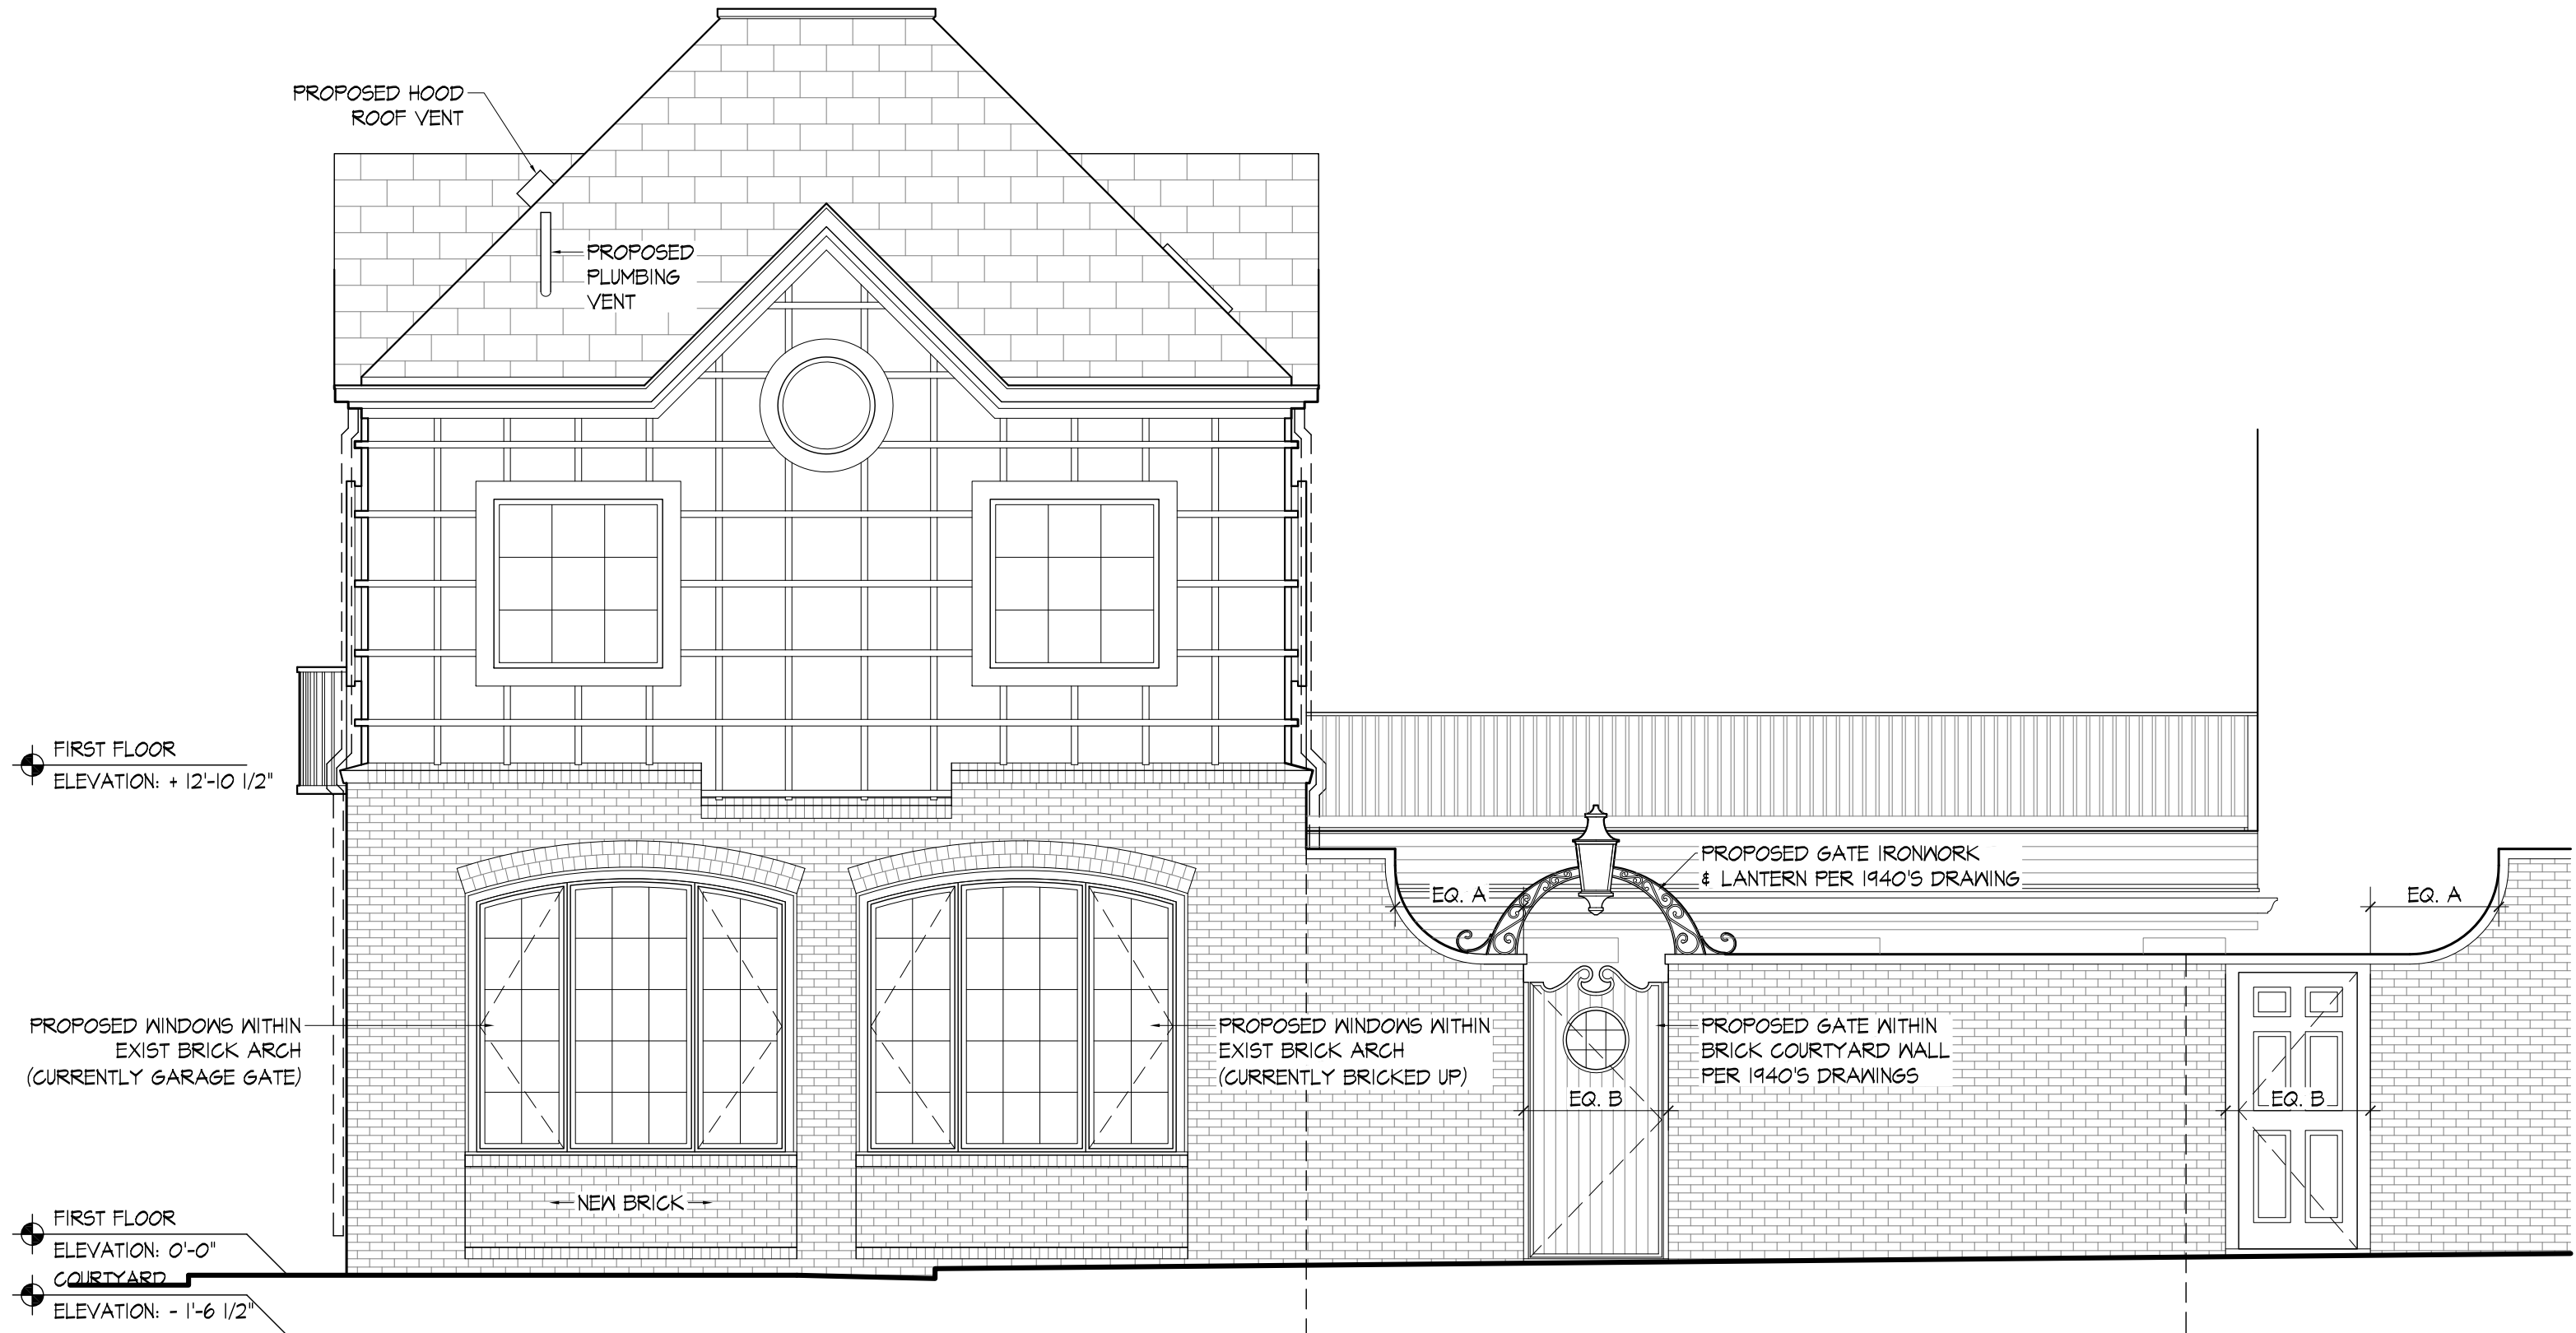 PROPOSED HOOD
ROOF VENT
PROPOSED
PLUMBING
VENT
FIRST FLOOR
ELEVATION: + 12'-10 1/2"
PROPOSED GATE IRONWORK
& LANTERN PER 1940'S DRAWING
EQ. A
EQ. A
PROPOSED WINDOWS WITHIN
EXIST BRICK ARCH
(CURRENTLY GARAGE GATE)
PROPOSED WINDOWS WITHIN
EXIST BRICK ARCH
(CURRENTLY BRICKED UP)
PROPOSED GATE WITHIN
BRICK COURTYARD WALL
PER 1940'S DRAWINGS
EQ. B
EQ. B
NEW BRICK
FIRST FLOOR
ELEVATION: 0'-0"
COURTYARD
ELEVATION: - 1'-6 1/2"